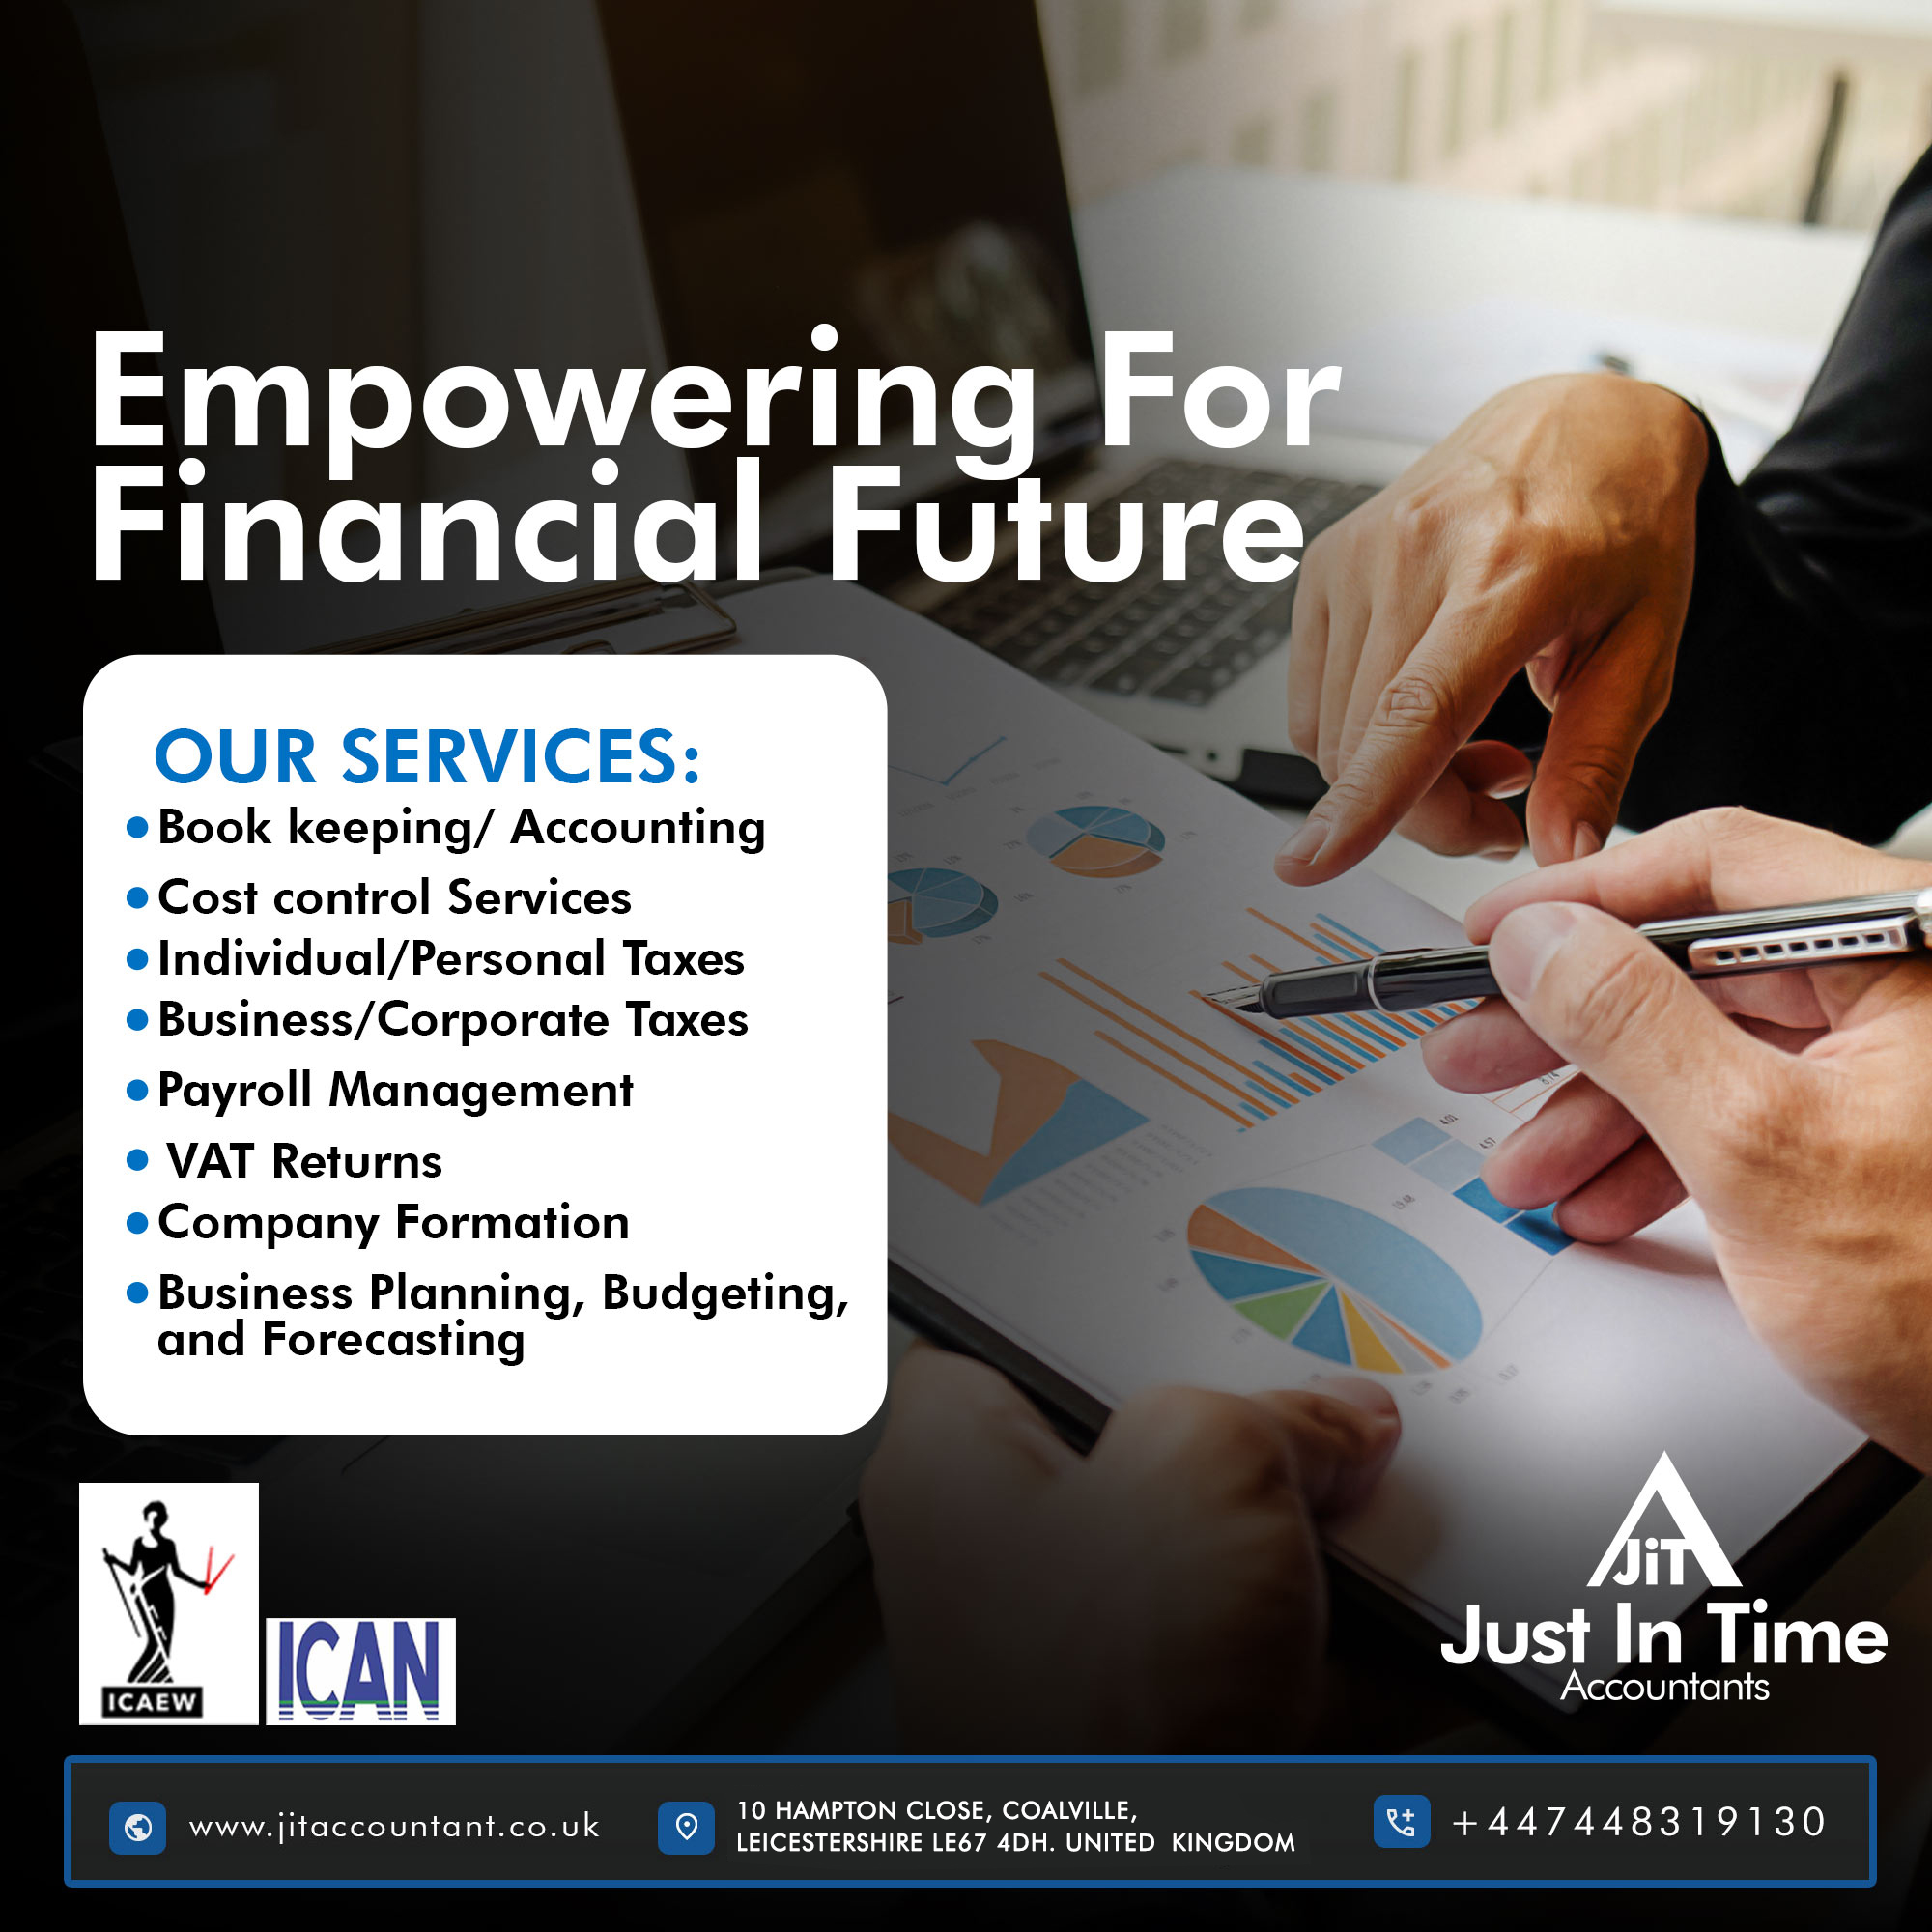 Empowering For
Financial Future
OUR SERVICES:
Book keeping/ Accounting
Cost control Services
Individual/Personal Taxes
Business/Corporate Taxes
Payroll Management
VAT Returns
Company Formation
Business Planning, Budgeting,
and Forecasting
ICAEW
ICAN
JiT
Just In Time
Accountants
www.jitaccountant.co.uk
10 HAMPTON CLOSE, COALVILLE,
LEICESTERSHIRE LE67 4DH. UNITED KINGDOM
+447448319130